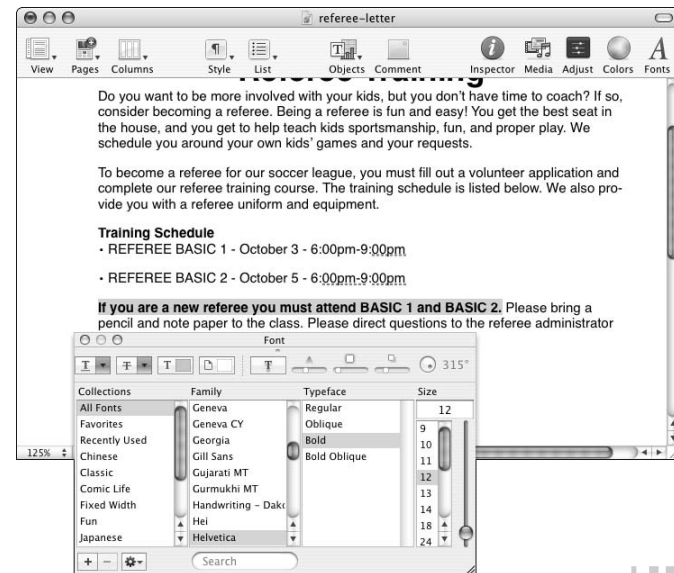 referee-letter
View Pages Columns Style List Objects Comment Inspector Media Adjust Colors Fonts
Referee Training
Do you want to be more involved with your kids, but you don't have time to coach? If so,
consider becoming a referee. Being a referee is fun and easy! You get the best seat in
the house, and you get to help teach kids sportsmanship, fun, and proper play. We
schedule you around your own kids' games and your requests.
To become a referee for our soccer league, you must fill out a volunteer application and
complete our referee training course. The training schedule is listed below. We also pro-
vide you with a referee uniform and equipment.
Training Schedule
• REFEREE BASIC 1 - October 3 - 6:00pm-9:00pm
• REFEREE BASIC 2 - October 5 - 6:00pm-9:00pm
If you are a new referee you must attend BASIC 1 and BASIC 2. Please bring a
pencil and note paper to the class. Please direct questions to the referee administrator
125%
Font
315°
Collections Family Typeface Size
All Fonts Geneva Regular 12
Favorites Geneva CY Oblique 9
Recently Used Georgia Bold 10
Chinese Gill Sans Bold Oblique 11
Classic Gujarati MT 12
Comic Life Gurmukhi MT 13
Fixed Width Handwriting – Dak 14
Fun Hei 18
Japanese Helvetica 24
Search